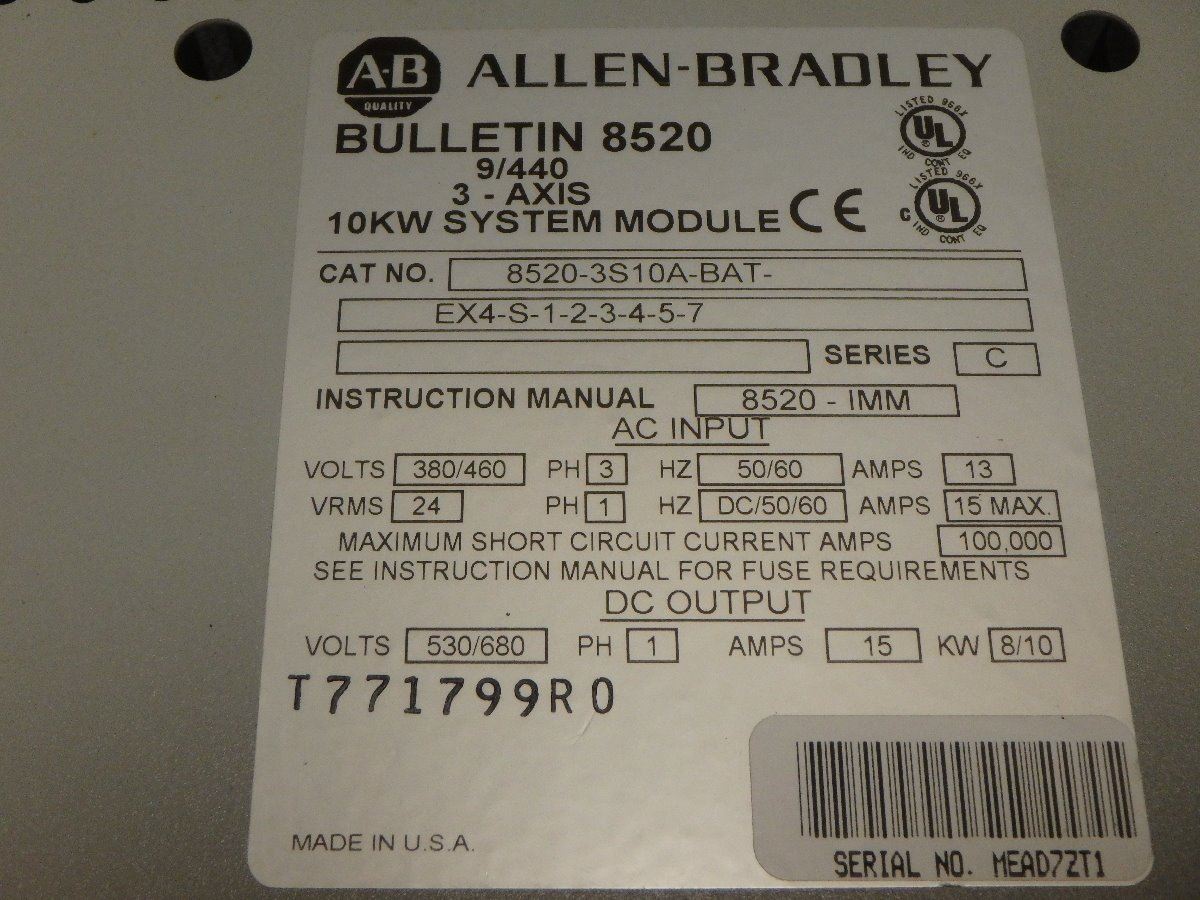 A-B QUALITY ALLEN-BRADLEY
BULLETIN 8520
9/440
3 - AXIS
10KW SYSTEM MODULE CE
LISTED 966X
UL ®
IND CONT EQ
LISTED 966X
C UL ®
IND CONT EQ
CAT NO. 8520-3S10A-BAT-
EX4-S-1-2-3-4-5-7
SERIES C
INSTRUCTION MANUAL 8520 - IMM
AC INPUT
VOLTS 380/460 PH 3 HZ 50/60 AMPS 13
VRMS 24 PH 1 HZ DC/50/60 AMPS 15 MAX.
MAXIMUM SHORT CIRCUIT CURRENT AMPS 100,000
SEE INSTRUCTION MANUAL FOR FUSE REQUIREMENTS
DC OUTPUT
VOLTS 530/680 PH 1 AMPS 15 KW 8/10
T771799R0
MADE IN U.S.A.
SERIAL NO. MEAD7ZT1